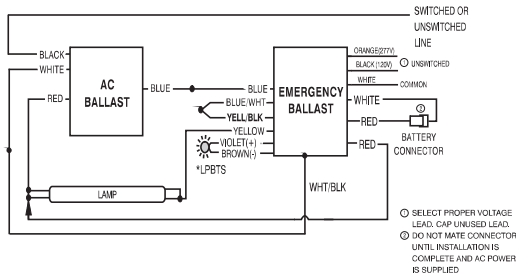 SWITCHED OR
UNSWITCHED
LINE
BLACK
WHITE
RED
AC
BALLAST
BLUE
BLUE
BLUE/WHT
YELL/BLK
YELLOW
VIOLET(+)
BROWN(-)
*LPBTS
EMERGENCY
BALLAST
ORANGE(277V)
BLACK (120V)
① UNSWITCHED
WHITE
COMMON
WHITE
②
RED
BATTERY
CONNECTOR
RED
LAMP
WHT/BLK
① SELECT PROPER VOLTAGE
LEAD. CAP UNUSED LEAD.
② DO NOT MATE CONNECTOR
UNTIL INSTALLATION IS
COMPLETE AND AC POWER
IS SUPPLIED